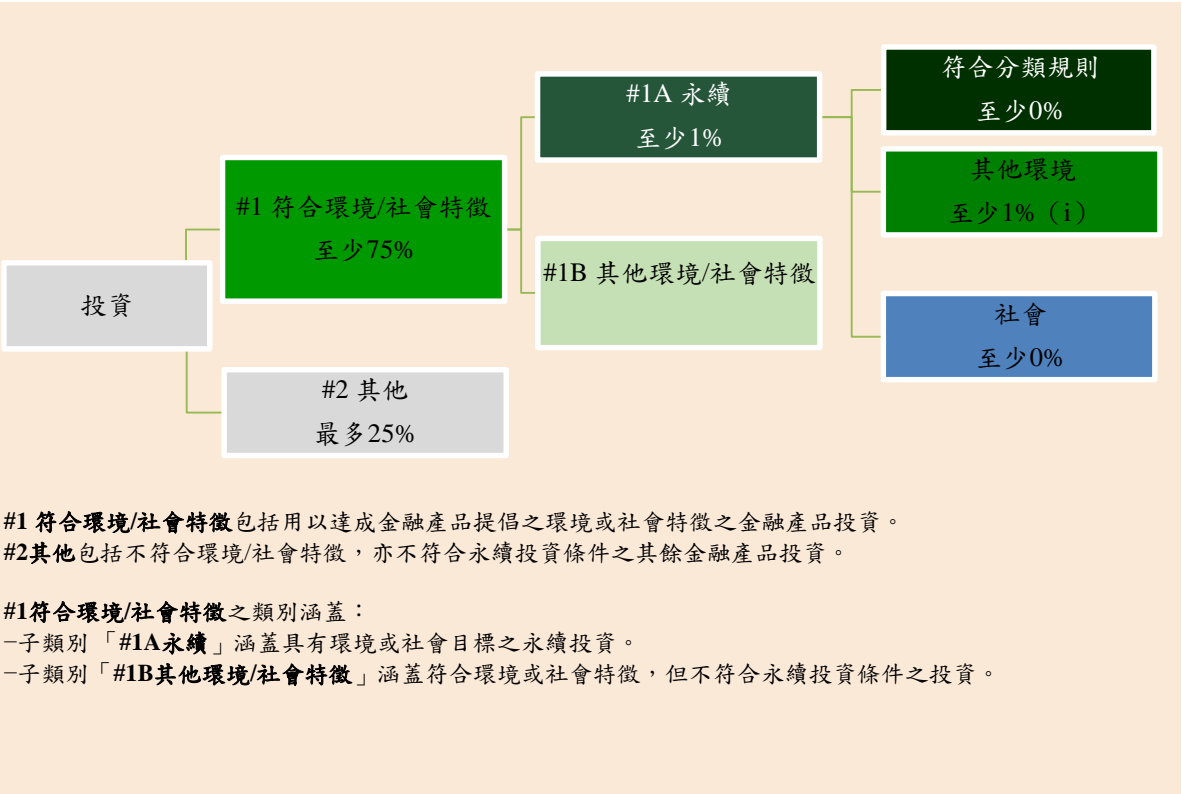 投資
#1 符合環境/社會特徵
至少75%
#2 其他
最多25%
#1A 永續
至少1%
#1B 其他環境/社會特徵
符合分類規則
至少0%
其他環境
至少1%（i）
社會
至少0%
#1 符合環境/社會特徵包括用以達成金融產品提倡之環境或社會特徵之金融產品投資。
#2其他包括不符合環境/社會特徵，亦不符合永續投資條件之其餘金融產品投資。
#1符合環境/社會特徵之類別涵蓋：
−子類別「#1A永續」涵蓋具有環境或社會目標之永續投資。
−子類別「#1B其他環境/社會特徵」涵蓋符合環境或社會特徵，但不符合永續投資條件之投資。